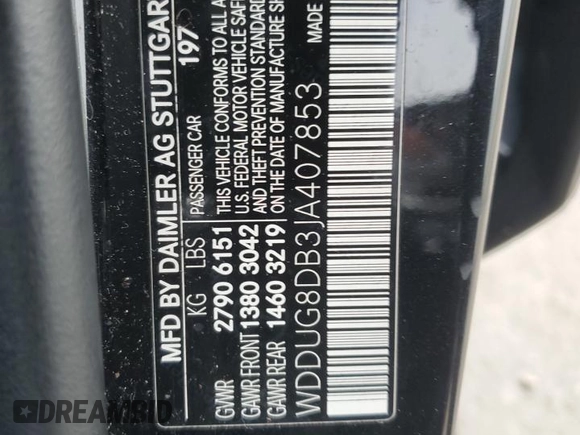 MFD BY DAIMLER AG STUTTGAR
197
PASSENGER CAR
KG LBS
GVWR 2790 6151
GAWR FRONT 1380 3042
GAWR REAR 1460 3219
THIS VEHICLE CONFORMS TO ALL A
U.S. FEDERAL MOTOR VEHICLE SAFE
AND THEFT PREVENTION STANDARD
ON THE DATE OF MANUFACTURE SH
WDDUG8DB3JA407853
MADE
DREAMBID